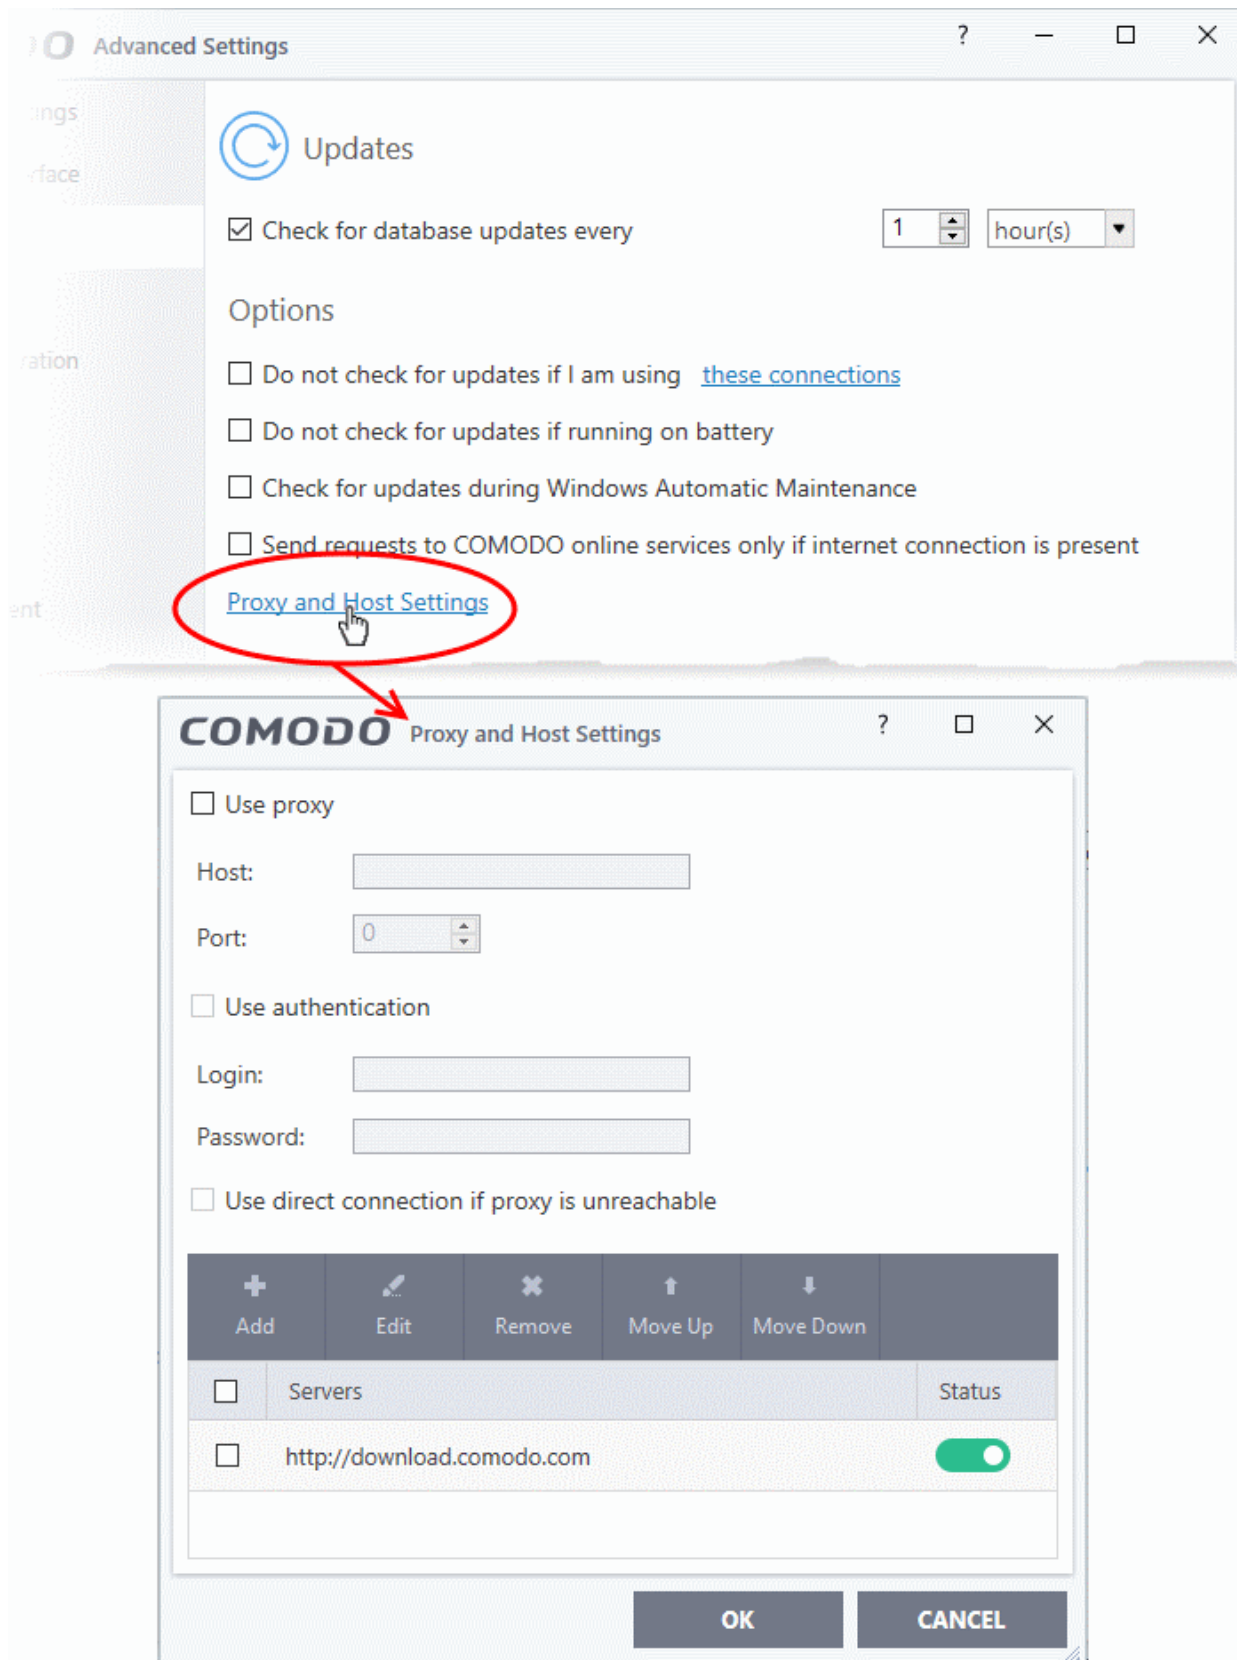 Advanced Settings ?
Updates
Check for database updates every 1 hour(s)
Options
Do not check for updates if I am using these connections
Do not check for updates if running on battery
Check for updates during Windows Automatic Maintenance
Send requests to COMODO online services only if internet connection is present
Proxy and Host Settings
COMODO Proxy and Host Settings ?
Use proxy
Host:
Port: 0
Use authentication
Login:
Password:
Use direct connection if proxy is unreachable
Add Edit Remove Move Up Move Down
Servers Status
http://download.comodo.com
OK CANCEL